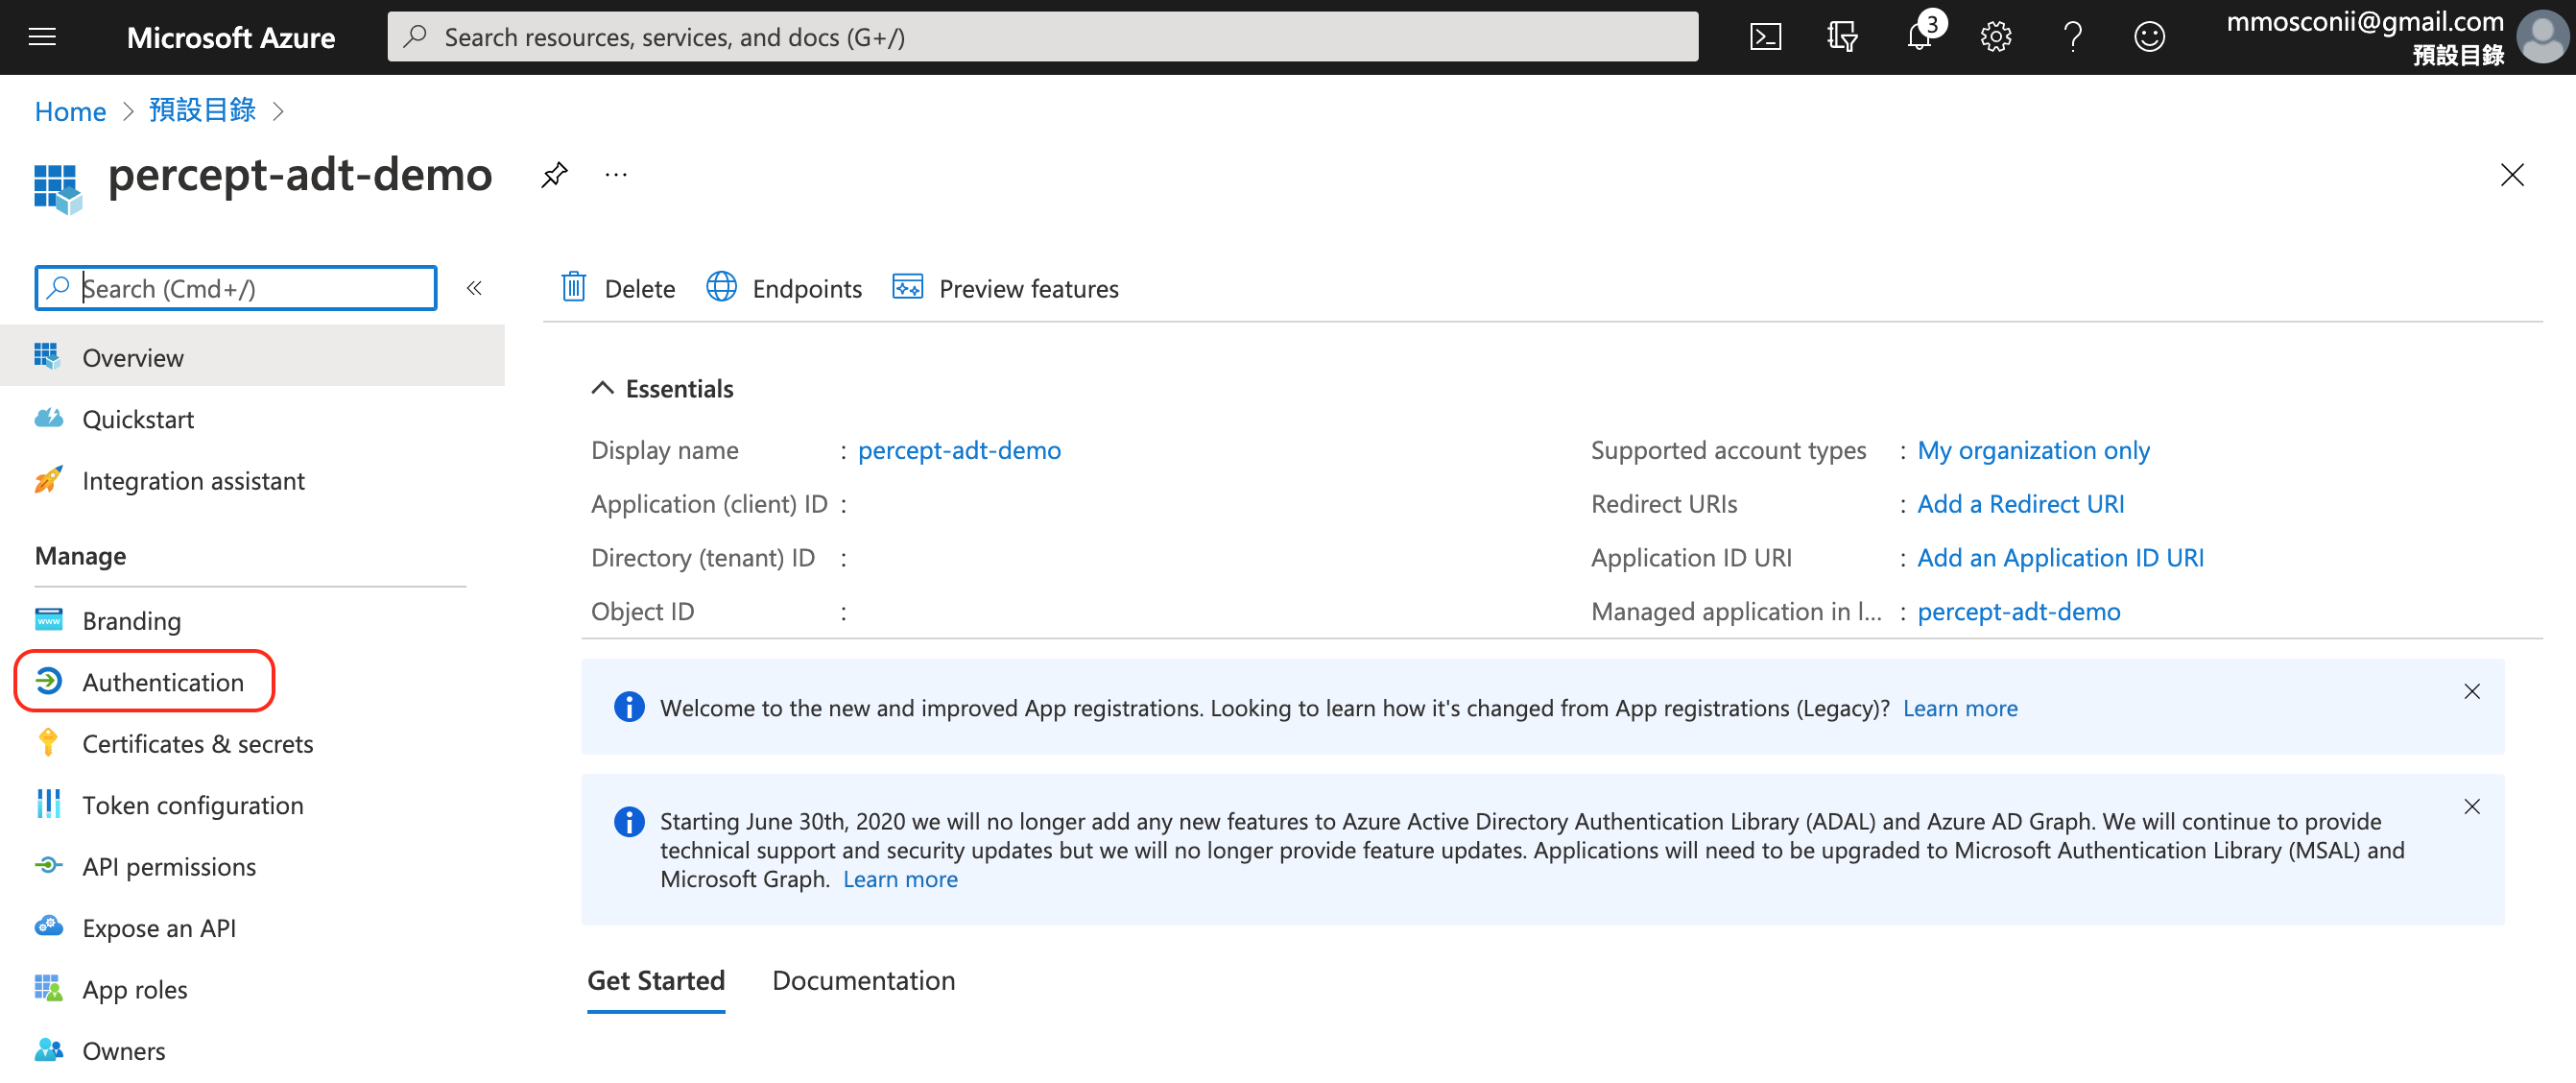 Microsoft Azure
Search resources, services, and docs (G+/)
3
mmosconii@gmail.com
預設目錄
Home > 預設目錄 >
percept-adt-demo
...
Search (Cmd+/)
«
Delete
Endpoints
Preview features
Overview
Quickstart
Integration assistant
Manage
Branding
Authentication
Certificates & secrets
Token configuration
API permissions
Expose an API
App roles
Owners
Essentials
Display name : percept-adt-demo
Application (client) ID :
Directory (tenant) ID :
Object ID :
Supported account types : My organization only
Redirect URIs : Add a Redirect URI
Application ID URI : Add an Application ID URI
Managed application in l... : percept-adt-demo
Welcome to the new and improved App registrations. Looking to learn how it's changed from App registrations (Legacy)? Learn more
Starting June 30th, 2020 we will no longer add any new features to Azure Active Directory Authentication Library (ADAL) and Azure AD Graph. We will continue to provide
technical support and security updates but we will no longer provide feature updates. Applications will need to be upgraded to Microsoft Authentication Library (MSAL) and
Microsoft Graph. Learn more
Get Started
Documentation